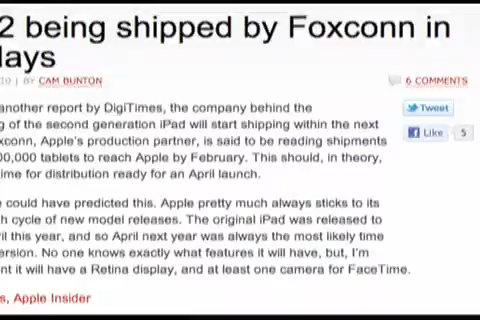 2 being shipped by Foxconn in
days
10 | BY CAM BUNTON
6 COMMENTS
another report by DigiTimes, the company behind the
Tweet
g of the second generation iPad will start shipping within the next
Like 5
xconn, Apple's production partner, is said to be reading shipments
00,000 tablets to reach Apple by February. This should, in theory,
ime for distribution ready for an April launch.
e could have predicted this. Apple pretty much always sticks to its
h cycle of new model releases. The original iPad was released to
il this year, and so April next year was always the most likely time
ersion. No one knows exactly what features it will have, but, I'm
nt it will have a Retina display, and at least one camera for FaceTime.
s, Apple Insider